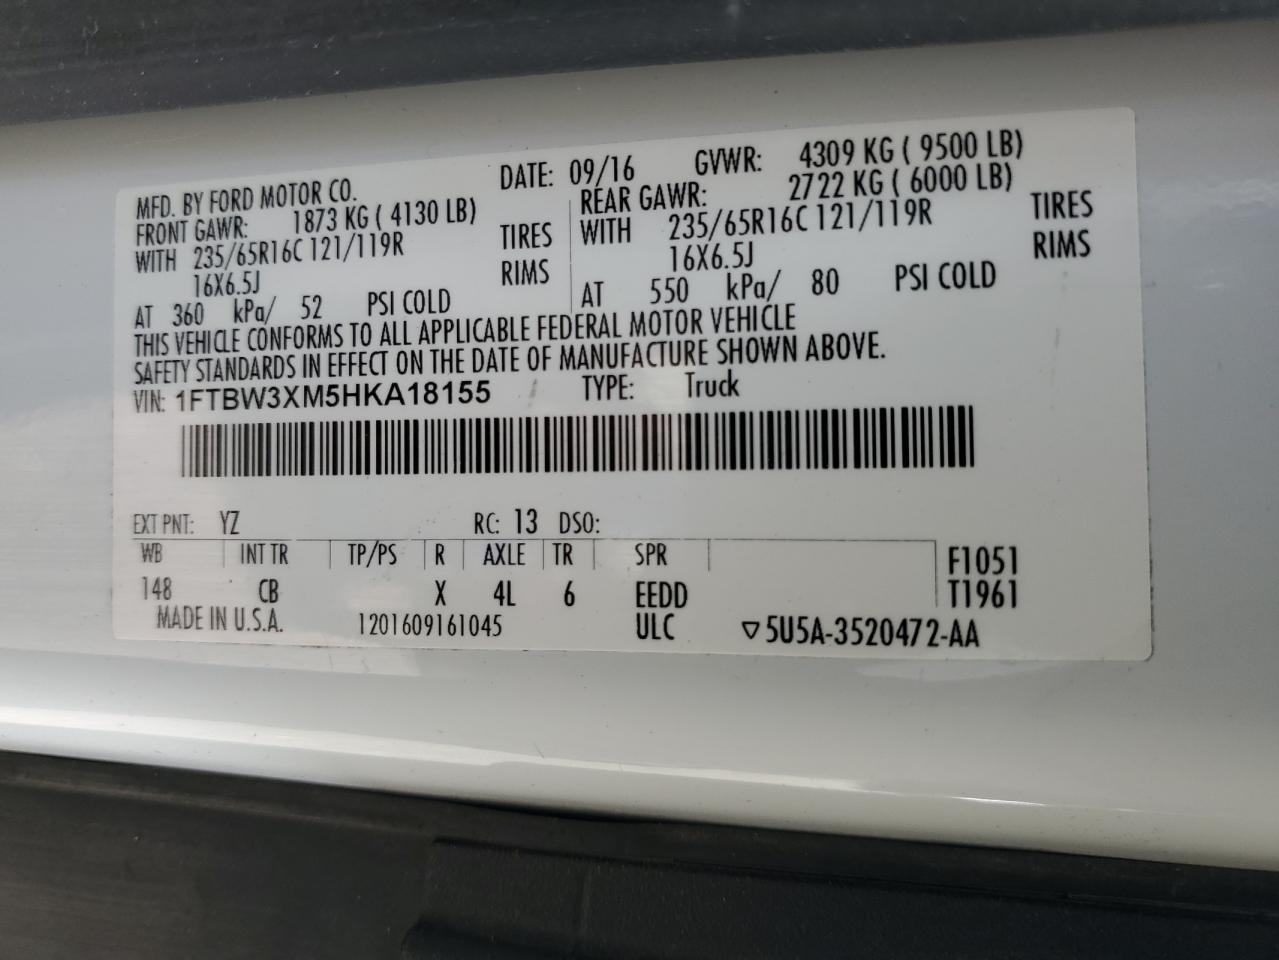 MFD. BY FORD MOTOR CO. DATE: 09/16 GVWR: 4309 KG ( 9500 LB)
FRONT GAWR: 1873 KG ( 4130 LB) REAR GAWR: 2722 KG ( 6000 LB)
WITH 235/65R16C 121/119R TIRES WITH 235/65R16C 121/119R TIRES
16X6.5J RIMS 16X6.5J RIMS
AT 360 kPa/ 52 PSI COLD AT 550 kPa/ 80 PSI COLD
THIS VEHICLE CONFORMS TO ALL APPLICABLE FEDERAL MOTOR VEHICLE
SAFETY STANDARDS IN EFFECT ON THE DATE OF MANUFACTURE SHOWN ABOVE.
VIN: 1FTBW3XM5HKA18155 TYPE: Truck
EXT PNT: YZ RC: 13 DSO:
WB INT TR TP/PS R AXLE TR SPR F1051
148 CB X 4L 6 EEDD T1961
MADE IN U.S.A. 1201609161045 ULC ▽5U5A-3520472-AA